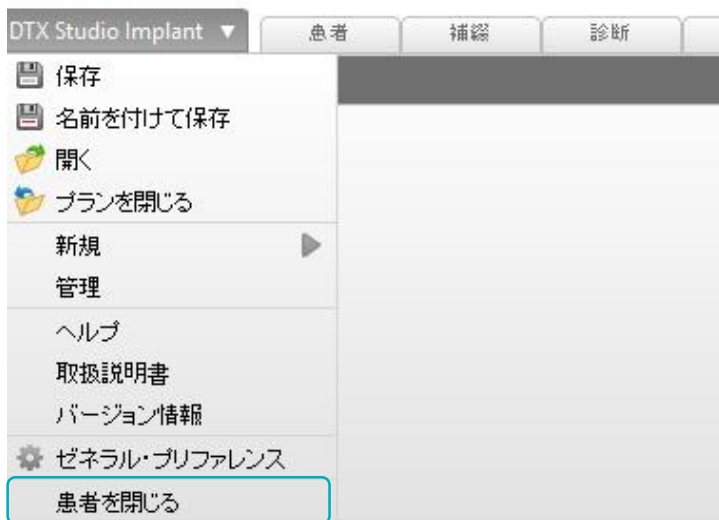 DTX Studio Implant ▼ 患者 補綴 診断
保存
名前を付けて保存
開く
プランを閉じる
新規
管理
ヘルプ
取扱説明書
バージョン情報
ゼネラル・プリファレンス
患者を閉じる